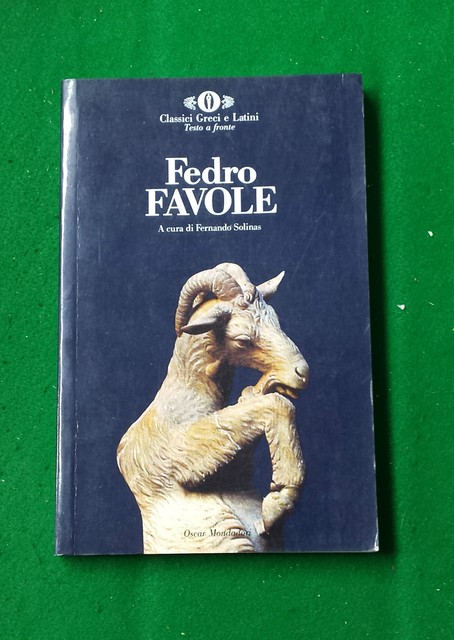 Classici Greci e Latini
Testo a fronte
Fedro
FAVOLE
A cura di Fernando Solinas
Oscar Mondadori